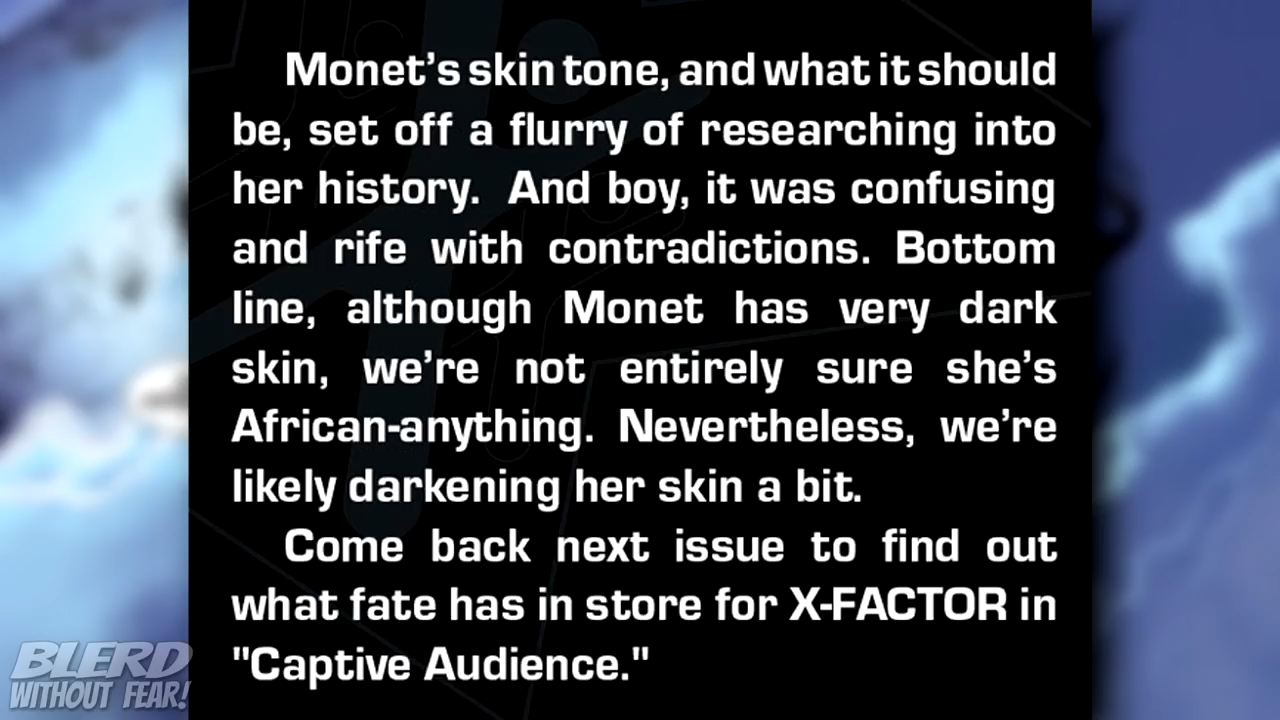 Monet's skin tone, and what it should
be, set off a flurry of researching into
her history. And boy, it was confusing
and rife with contradictions. Bottom
line, although Monet has very dark
skin, we're not entirely sure she's
African-anything. Nevertheless, we're
likely darkening her skin a bit.
Come back next issue to find out
what fate has in store for X-FACTOR in
"Captive Audience."
BLERD
WITHOUT FEAR!